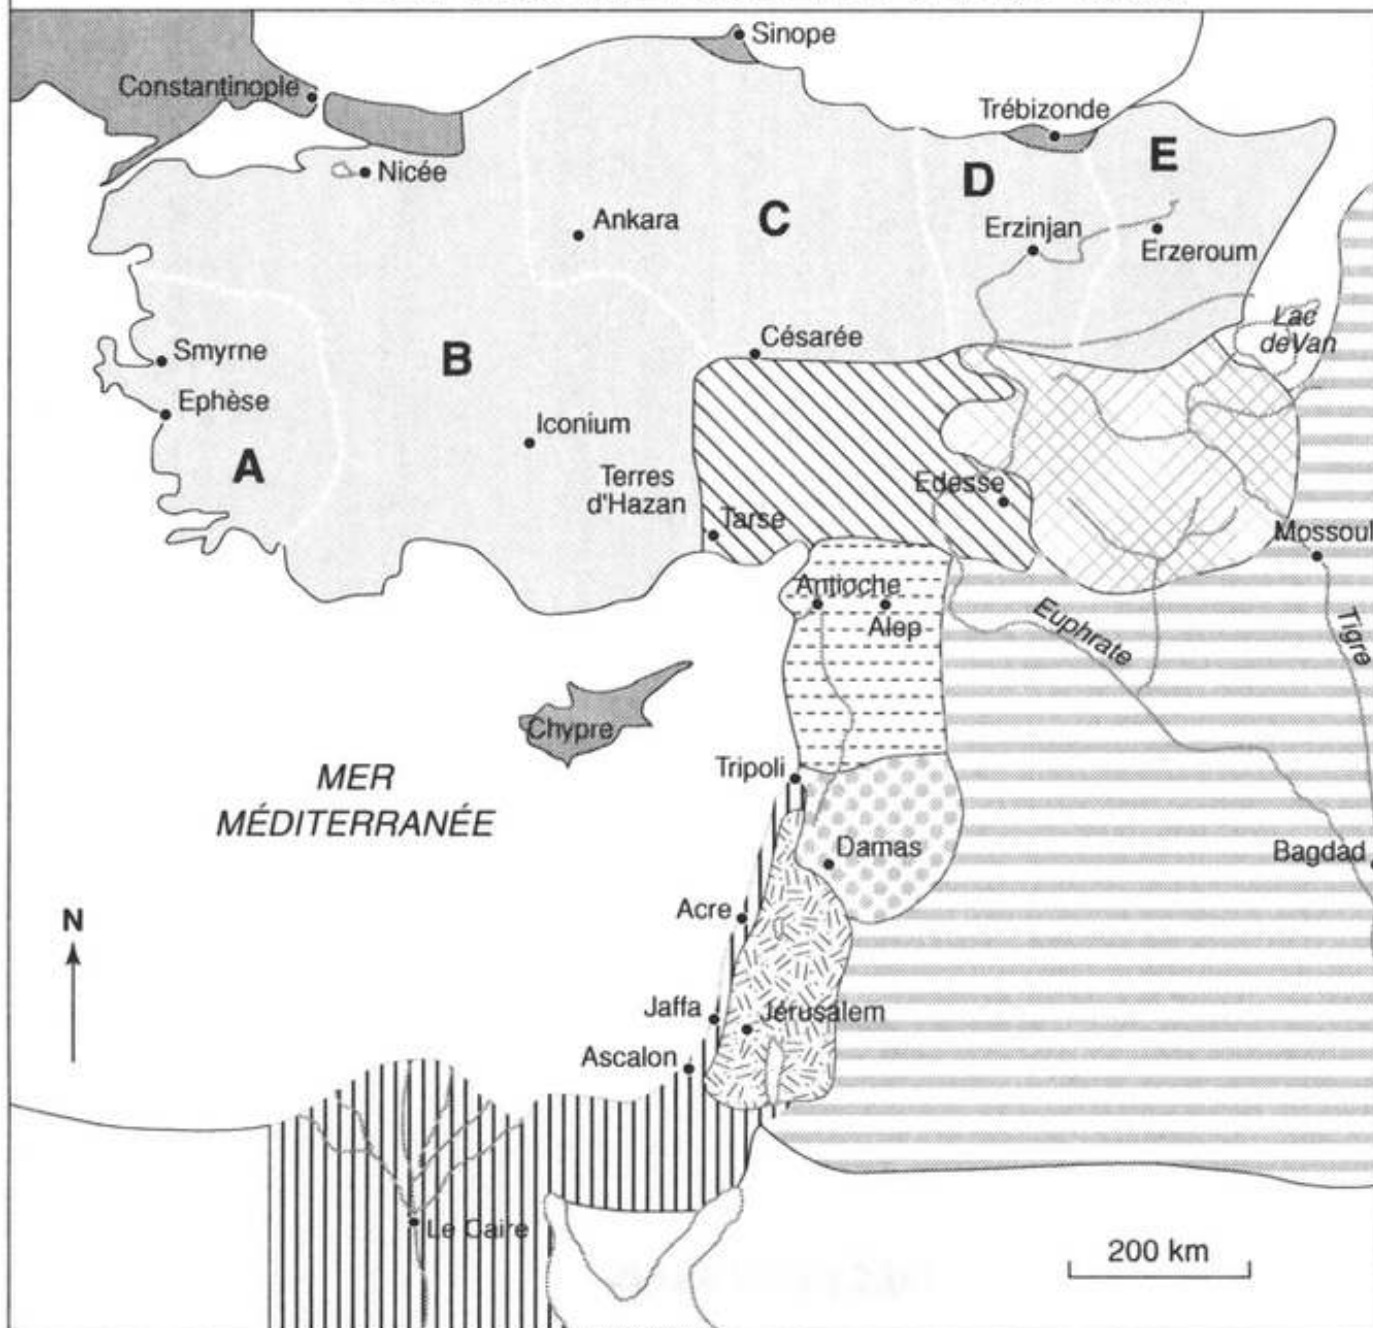 Sinope
Constantinople
Trébizonde
E
D
Nicée
Ankara
C
Erzinjan
Erzeroum
Lac
de Van
Césarée
Smyrne
B
Ephèse
Iconium
A
Terres
d'Hazan
Edesse
Tarse
Mossoul
Antioche
Alep
Euphrate
Tigre
Chypre
Tripoli
MER
MÉDITERRANÉE
Damas
Bagdad
Acre
N
Jaffa
Jérusalem
Ascalon
Le Caire
200 km